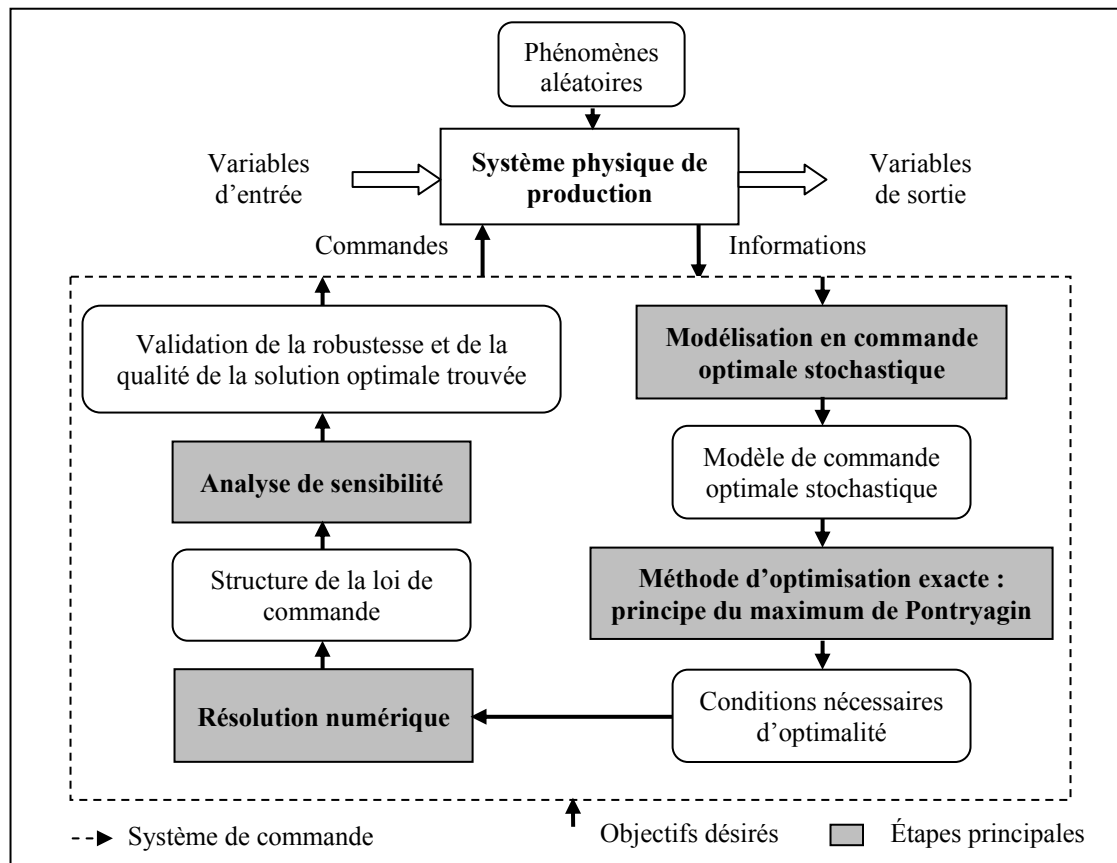 Phénomènes
aléatoires
Variables
d’entrée
Système physique de
production
Variables
de sortie
Commandes
Informations
Validation de la robustesse et de la
qualité de la solution optimale trouvée
Modélisation en commande
optimale stochastique
Analyse de sensibilité
Modèle de commande
optimale stochastique
Structure de la loi de
commande
Méthode d’optimisation exacte :
principe du maximum de Pontryagin
Résolution numérique
Conditions nécessaires
d’optimalité
Système de commande
Objectifs désirés
Étapes principales